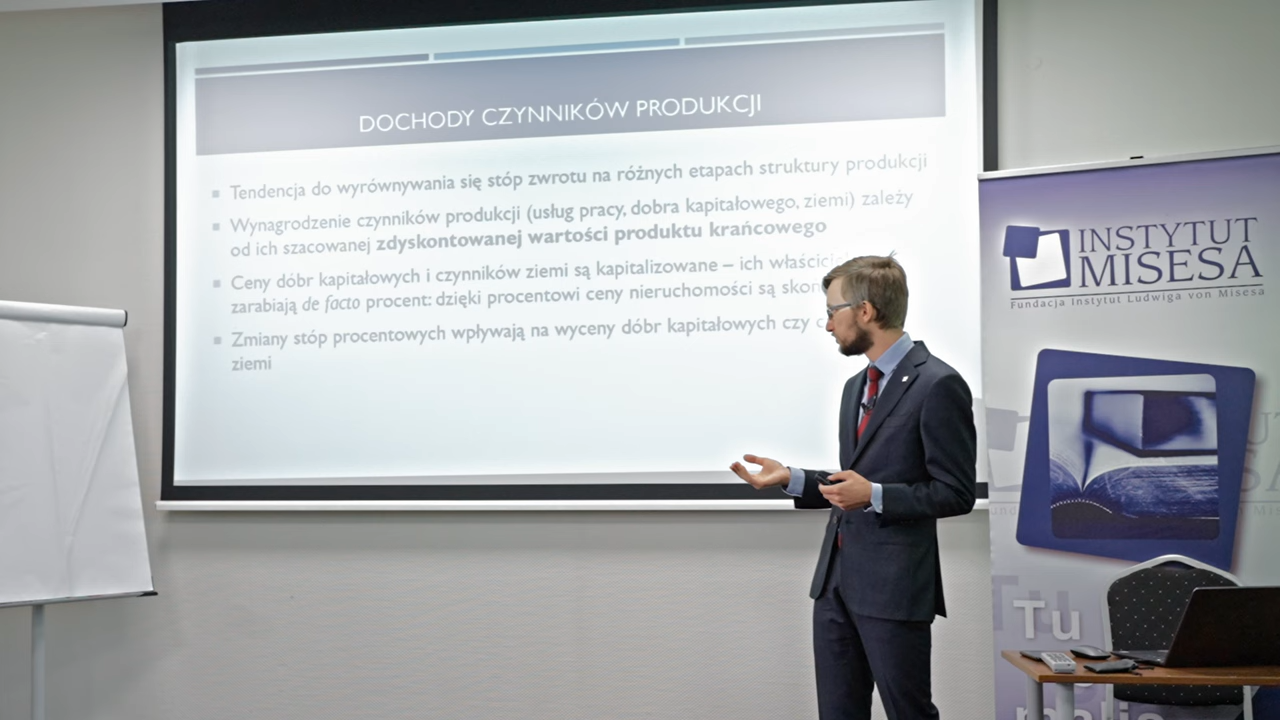 DOCHODY CZYNNIKÓW PRODUKCJI
Tendencja do wyrównywania się stóp zwrotu na różnych etapach struktury produkcji
Wynagrodzenie czynników produkcji (usług pracy, dobra kapitałowego, ziemi) zależy
od ich szacowanej zdyskontowanej wartości produktu krańcowego
Ceny dóbr kapitałowych i czynników ziemi są kapitalizowane – ich
zarabiają de facto procent: dzięki procentowi ceny nieruchomości są
Zmiany stóp procentowych wpływają na wyceny dóbr kapitałowych czy
ziemi
INSTYTUT
MISESA
Fundacja Instytut Ludwiga von Misesa
Tu